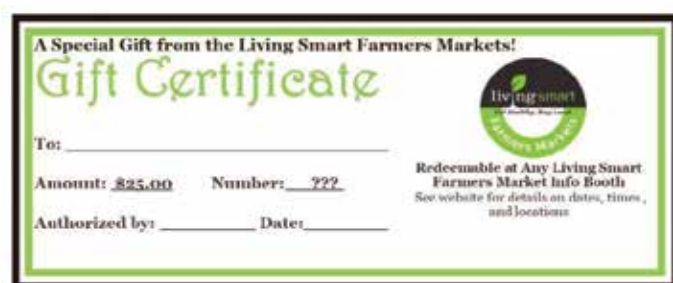 A Special Gift from the Living Smart Farmers Markets!
Gift Certificate
To:
Amount: $25.00 Number: ???
Authorized by: Date:
living smart
Farmers Markets
Redeemable at Any Living Smart
Farmers Market Info Booth
See website for details on dates, times,
and locations